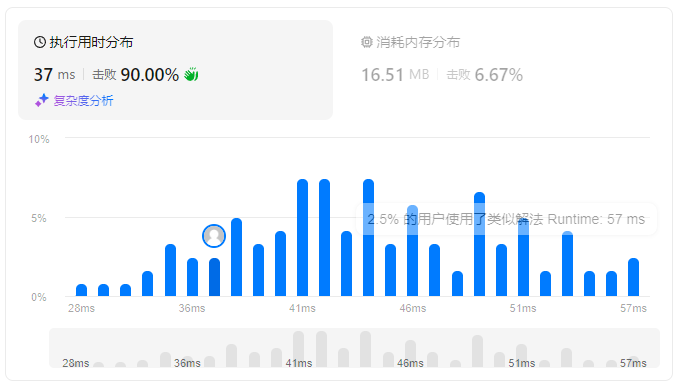 执行用时分布
消耗内存分布
37 ms 击败 90.00%
16.51 MB 击败 6.67%
复杂度分析
10%
2.5% 的用户使用了类似解法 Runtime: 57 ms
5%
0%
28ms 36ms 41ms 46ms 51ms 57ms
28ms 36ms 41ms 46ms 51ms 57ms